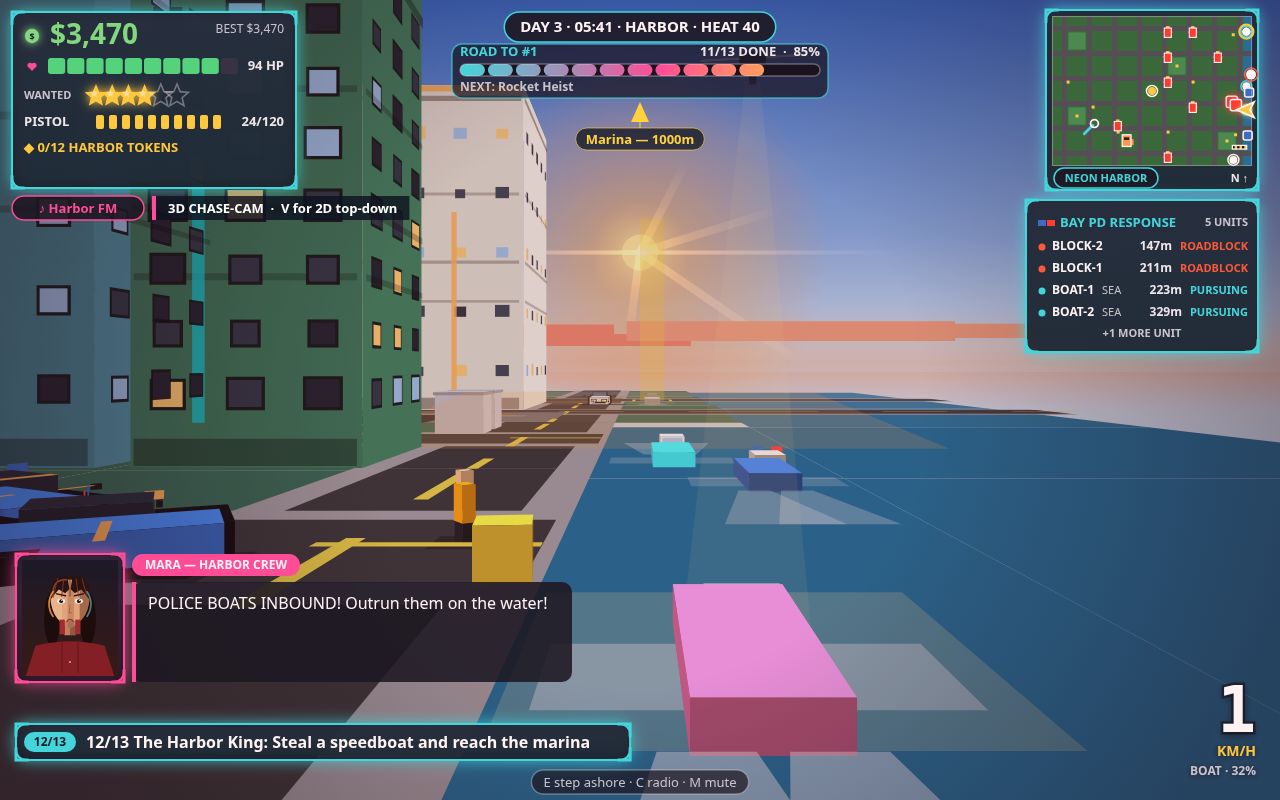 $3,470
BEST $3,470
94 HP
WANTED
PISTOL 24/120
◆ 0/12 HARBOR TOKENS
♪ Harbor FM
3D CHASE-CAM · V for 2D top-down
DAY 3 · 05:41 · HARBOR · HEAT 40
ROAD TO #1 11/13 DONE · 85%
NEXT: Rocket Heist
Marina — 1000m
NEON HARBOR N ↑
BAY PD RESPONSE 5 UNITS
BLOCK-2 147m ROADBLOCK
BLOCK-1 211m ROADBLOCK
BOAT-1 SEA 223m PURSUING
BOAT-2 SEA 329m PURSUING
+1 MORE UNIT
MARA — HARBOR CREW
POLICE BOATS INBOUND! Outrun them on the water!
12/13 12/13 The Harbor King: Steal a speedboat and reach the marina
E step ashore · C radio · M mute
1
KM/H
BOAT · 32%